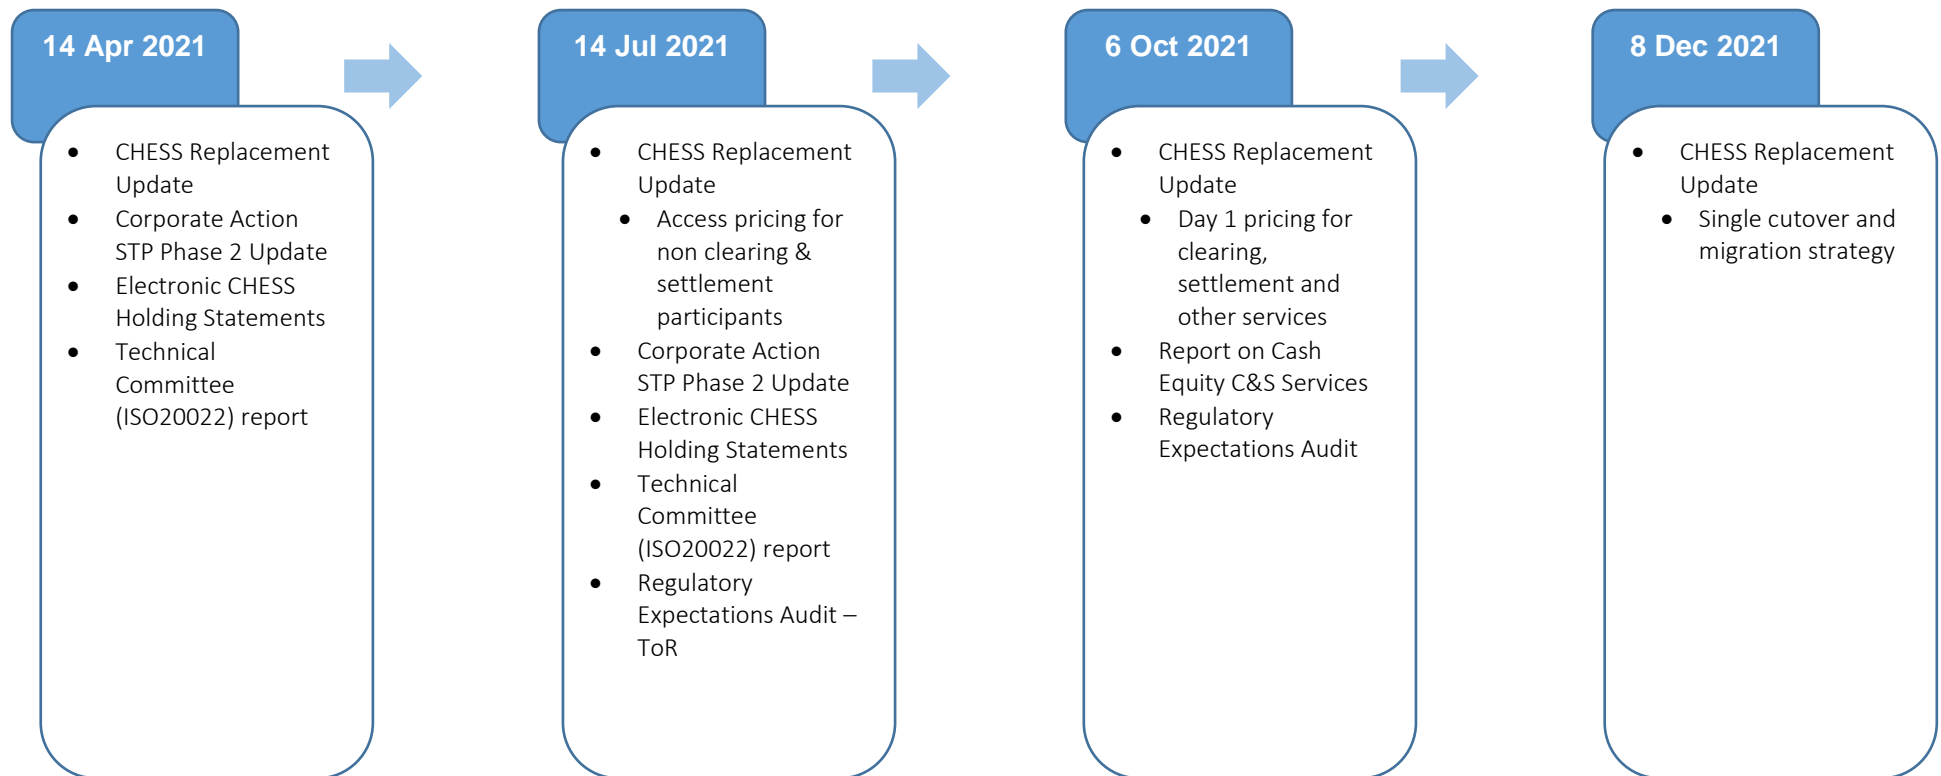 14 Apr 2021
• CHESS Replacement
Update
• Corporate Action
STP Phase 2 Update
• Electronic CHESS
Holding Statements
• Technical
Committee
(ISO20022) report
14 Jul 2021
• CHESS Replacement
Update
• Access pricing for
non clearing &
settlement
participants
• Corporate Action
STP Phase 2 Update
• Electronic CHESS
Holding Statements
• Technical
Committee
(ISO20022) report
• Regulatory
Expectations Audit –
ToR
6 Oct 2021
• CHESS Replacement
Update
• Day 1 pricing for
clearing,
settlement and
other services
• Report on Cash
Equity C&S Services
• Regulatory
Expectations Audit
8 Dec 2021
• CHESS Replacement
Update
• Single cutover and
migration strategy